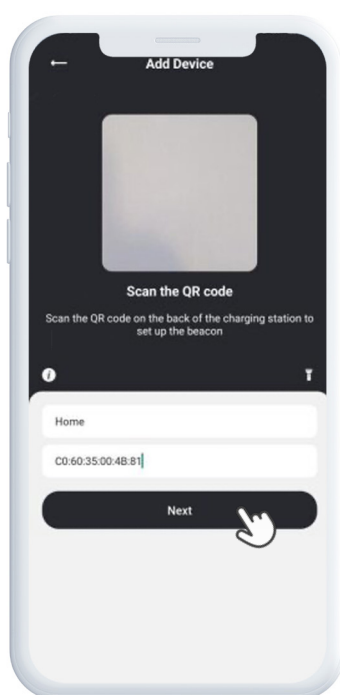 Add Device
Scan the QR code
Scan the QR code on the back of the charging station to
set up the beacon
Home
C0:60:35:00:4B:81
Next